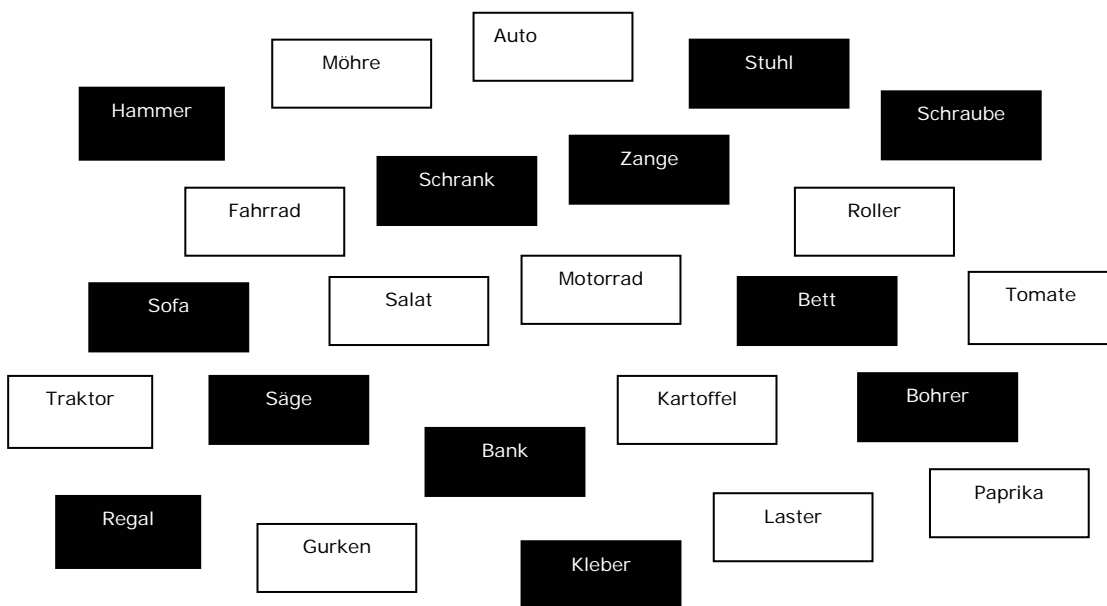 Auto
Möhre
Stuhl
Hammer
Schraube
Zange
Schrank
Fahrrad
Roller
Motorrad
Salat
Bett
Tomate
Sofa
Traktor
Säge
Kartoffel
Bohrer
Bank
Paprika
Regal
Laster
Gurken
Kleber